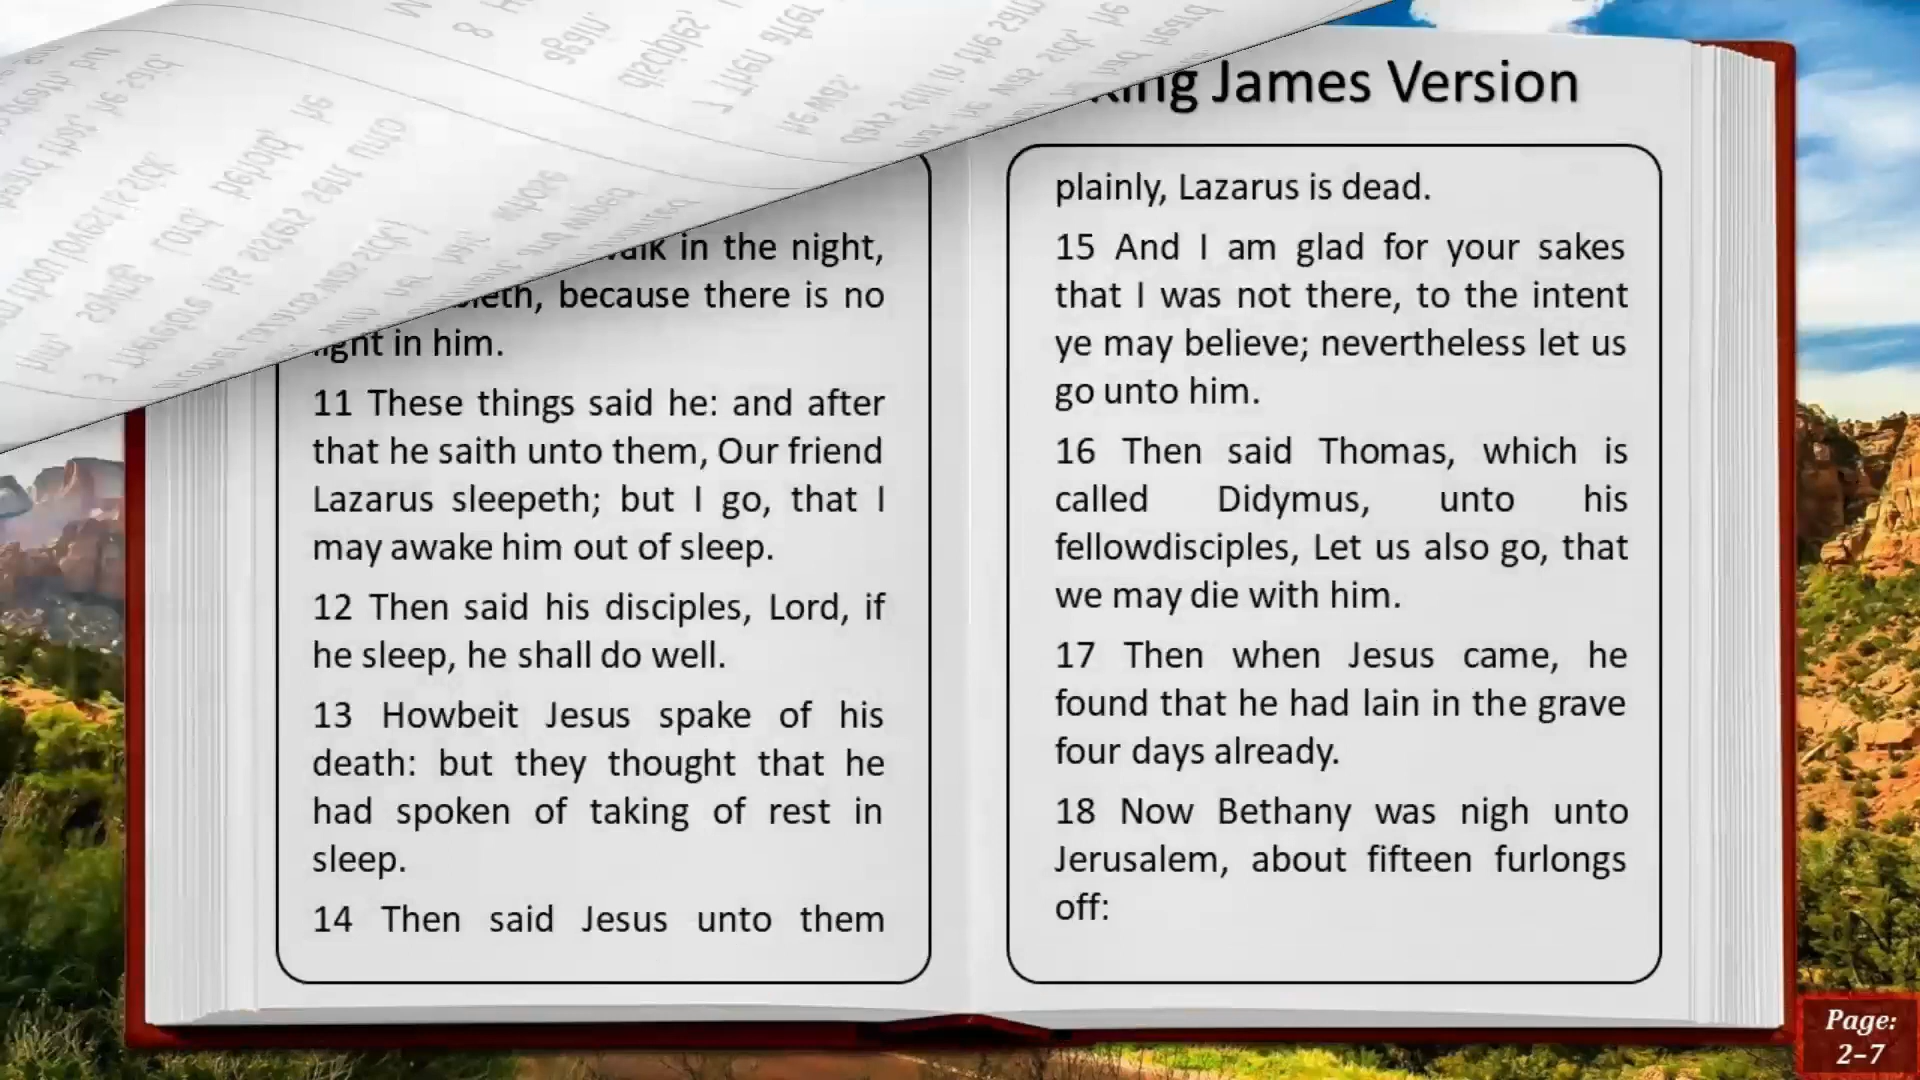 James Version
in the night,
because there is no
in him.
11 These things said he: and after
that he saith unto them, Our friend
Lazarus sleepeth; but I go, that I
may awake him out of sleep.
12 Then said his disciples, Lord, if
he sleep, he shall do well.
13 Howbeit Jesus spake of his
death: but they thought that he
had spoken of taking of rest in
sleep.
14 Then said Jesus unto them
plainly, Lazarus is dead.
15 And I am glad for your sakes
that I was not there, to the intent
ye may believe; nevertheless let us
go unto him.
16 Then said Thomas, which is
called Didymus, unto his
fellowdisciples, Let us also go, that
we may die with him.
17 Then when Jesus came, he
found that he had lain in the grave
four days already.
18 Now Bethany was nigh unto
Jerusalem, about fifteen furlongs
off:
Page:
2-7